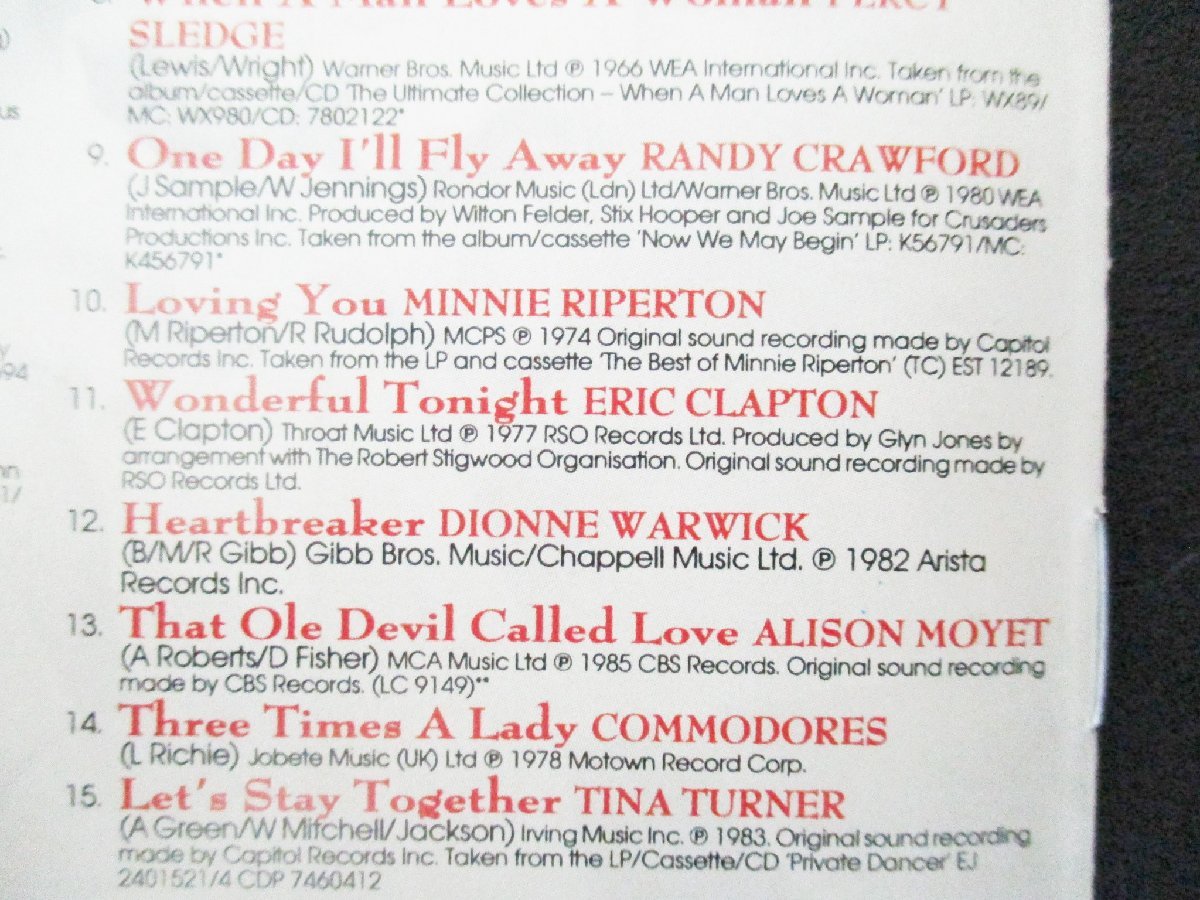 When A Man Loves A Woman PERCY
SLEDGE
(Lewis/Wright) Warner Bros. Music Ltd ℗ 1966 WEA International Inc. Taken from the
album/cassette/CD 'The Ultimate Collection – When A Man Loves A Woman' LP: WX89/
MC: WX980/CD: 7802122*
9. One Day I'll Fly Away RANDY CRAWFORD
(J Sample/W Jennings) Rondor Music (Ldn) Ltd/Warner Bros. Music Ltd ℗ 1980 WEA
International Inc. Produced by Wilton Felder, Stix Hooper and Joe Sample for Crusaders
Productions Inc. Taken from the album/cassette 'Now We May Begin' LP: K56791/MC:
K456791*
10. Loving You MINNIE RIPERTON
(M Riperton/R Rudolph) MCPS ℗ 1974 Original sound recording made by Capitol
Records Inc. Taken from the LP and cassette 'The Best of Minnie Riperton' (TC) EST 12189.
11. Wonderful Tonight ERIC CLAPTON
(E Clapton) Throat Music Ltd ℗ 1977 RSO Records Ltd. Produced by Glyn Jones by
arrangement with The Robert Stigwood Organisation. Original sound recording made by
RSO Records Ltd.
12. Heartbreaker DIONNE WARWICK
(B/M/R Gibb) Gibb Bros. Music/Chappell Music Ltd. ℗ 1982 Arista
Records Inc.
13. That Ole Devil Called Love ALISON MOYET
(A Roberts/D Fisher) MCA Music Ltd ℗ 1985 CBS Records. Original sound recording
made by CBS Records. (LC 9149)**
14. Three Times A Lady COMMODORES
(L Richie) Jobete Music (UK) Ltd ℗ 1978 Motown Record Corp.
15. Let's Stay Together TINA TURNER
(A Green/W Mitchell/Jackson) Irving Music Inc. ℗ 1983. Original sound recording
made by Capitol Records Inc. Taken from the LP/Cassette/CD 'Private Dancer' EJ
2401521/4 CDP 7460412